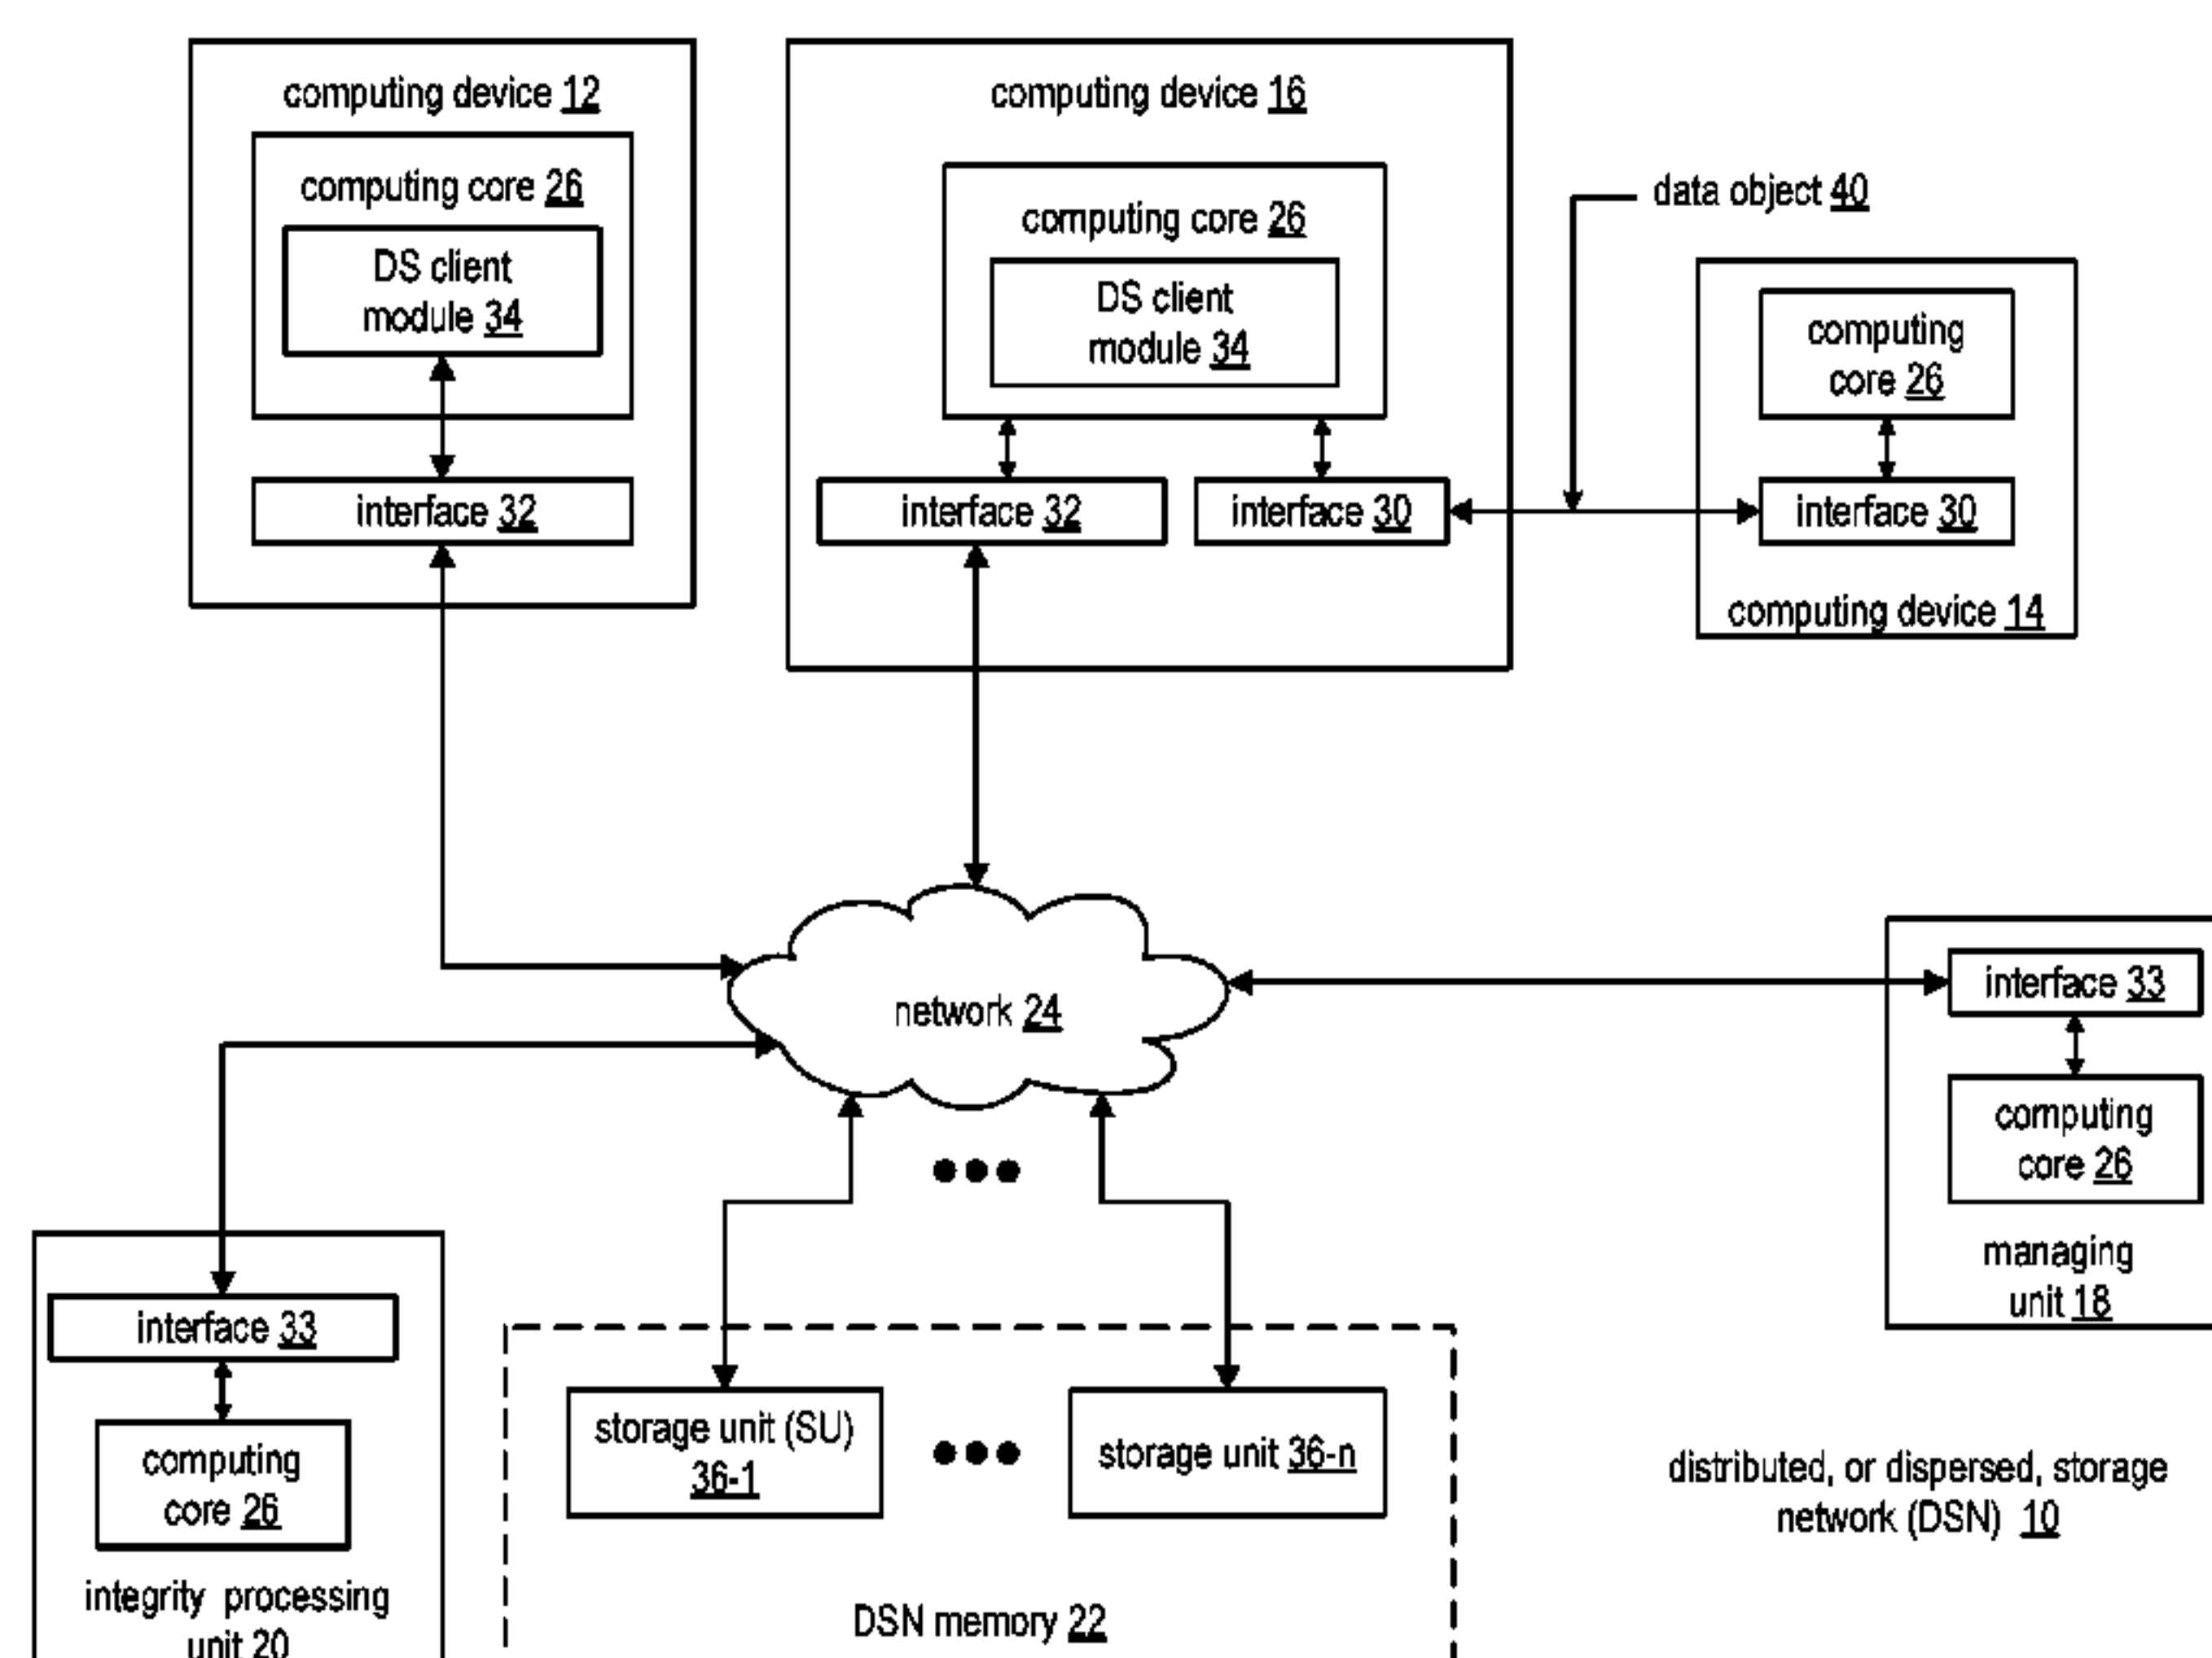 computing device 12
computing core 26
DS client
module 34
interface 32
computing device 16
computing core 26
DS client
module 34
interface 32
interface 30
data object 40
computing
core 26
interface 30
computing device 14
network 24
interface 33
computing
core 26
managing
unit 18
interface 33
computing
core 26
integrity processing
unit 20
storage unit (SU)
36-1
storage unit 36-n
DSN memory 22
distributed, or dispersed, storage
network (DSN) 10